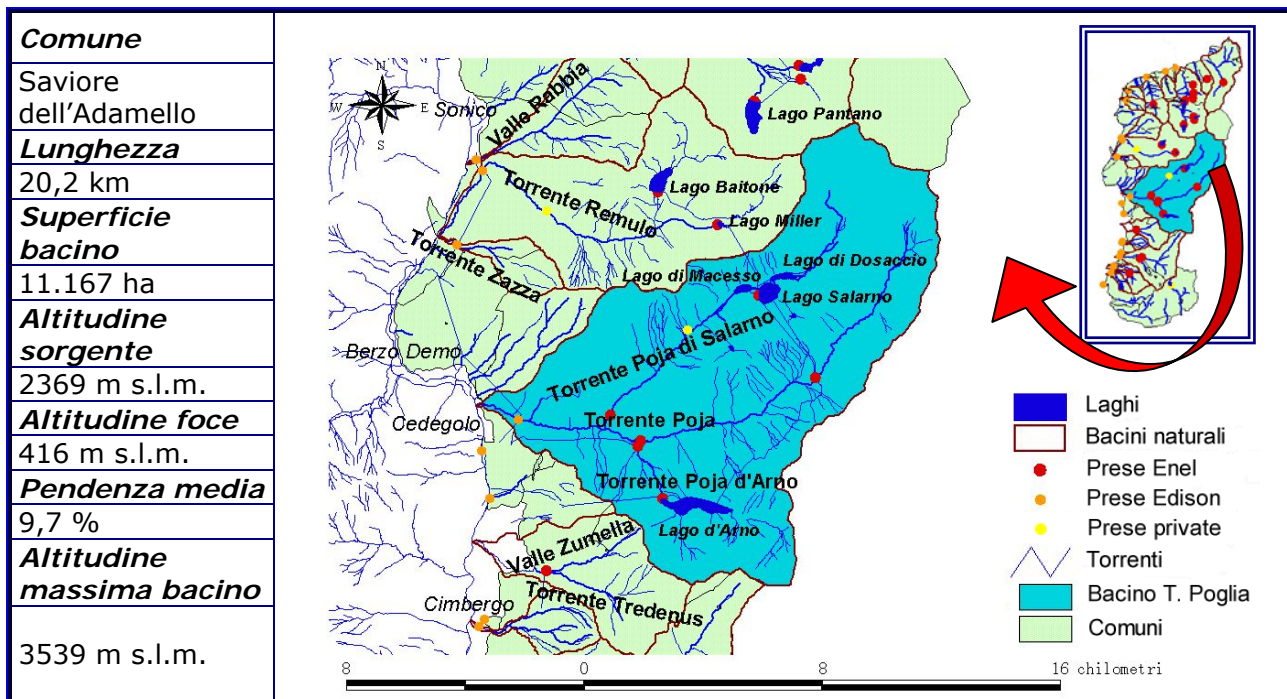 Comune
Saviore
dell'Adamello
Lunghezza
20,2 km
Superficie
bacino
11.167 ha
Altitudine
sorgente
2369 m s.l.m.
Altitudine foce
416 m s.l.m.
Pendenza media
9,7 %
Altitudine
massima bacino
3539 m s.l.m.
N
W
E
S
Sonico
Valle Rabbia
Lago Pantano
Torrente Remulo
Lago Baitone
Lago Miller
Torrente Zazza
Lago di Macesso
Lago di Dosaccio
Lago Salarno
Berzo Demo
Torrente Poja di Salarno
Cedegolo
Torrente Poja
Torrente Poja d'Arno
Lago d'Arno
Valle Zumella
Cimbergo
Torrente Tredenus
8
0
8
16 chilometri
Laghi
Bacini naturali
Prese Enel
Prese Edison
Prese private
Torrenti
Bacino T. Poglia
Comuni